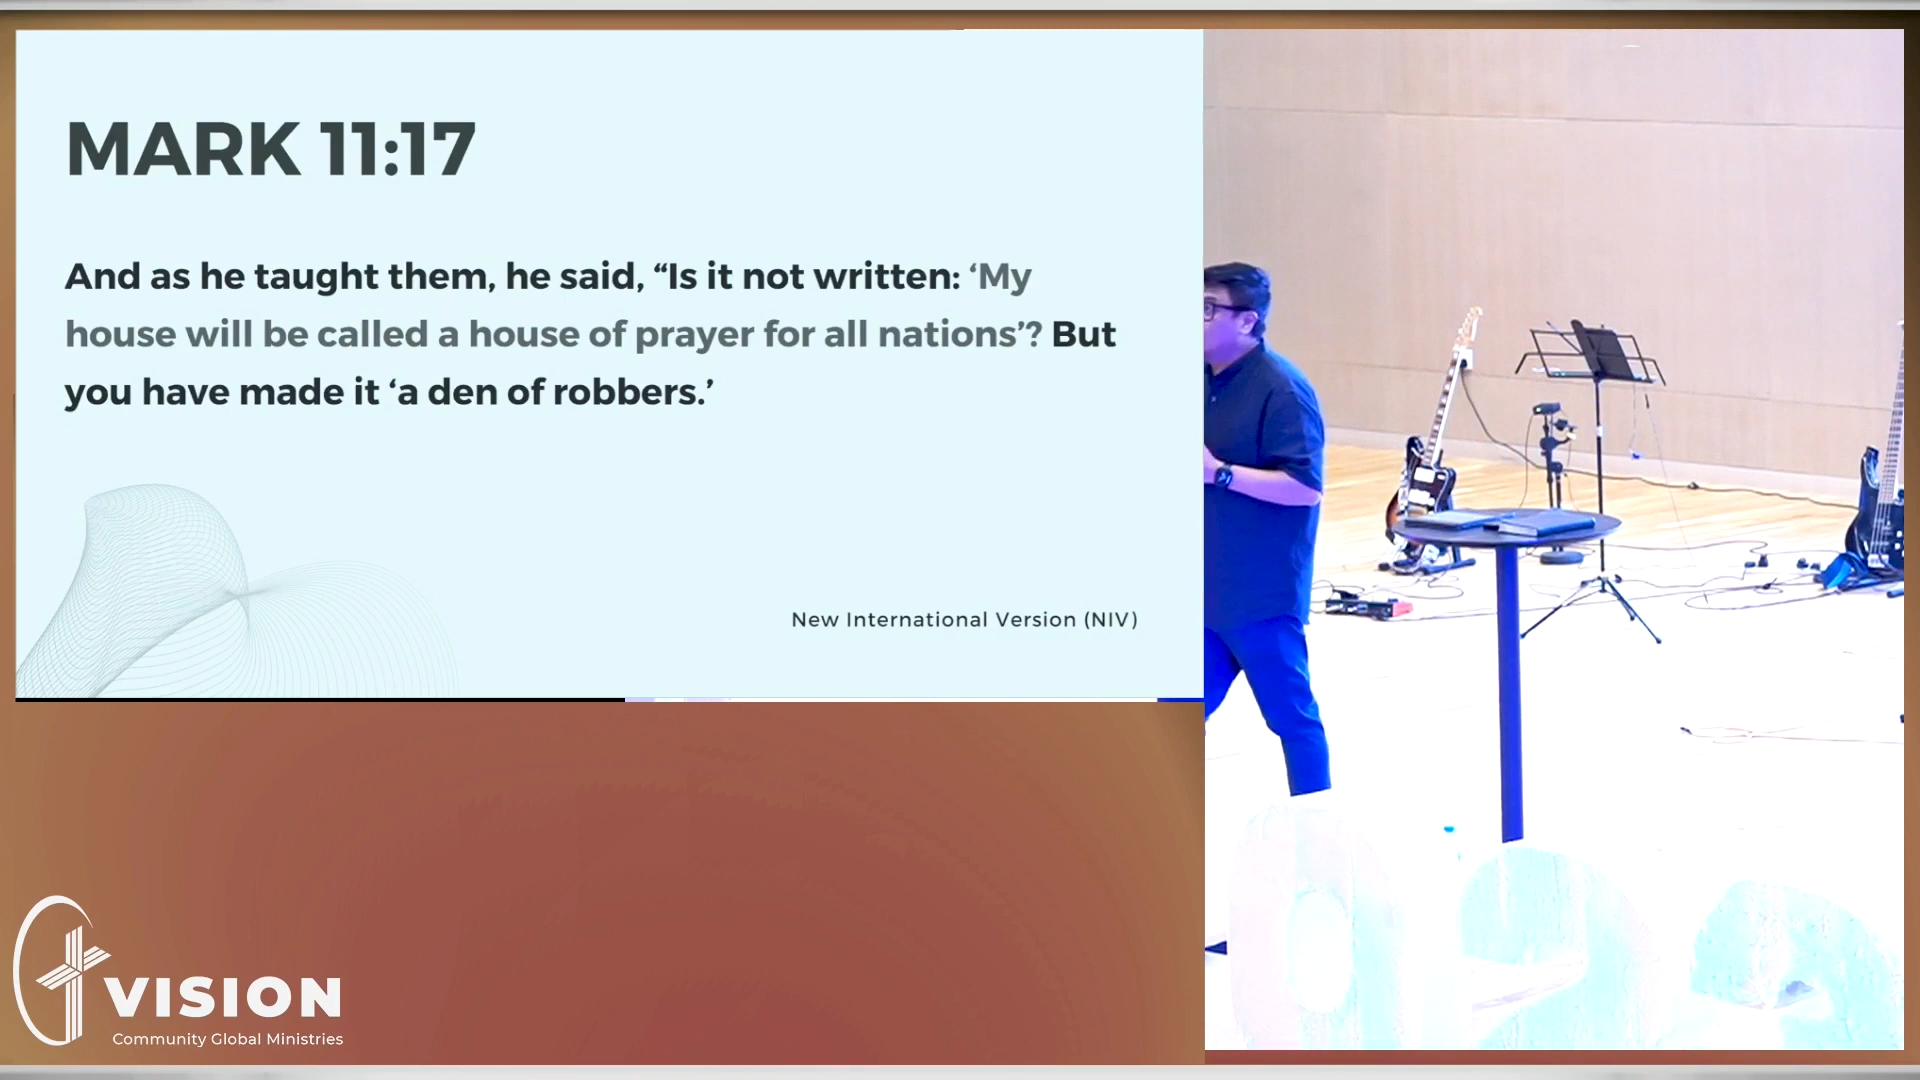 MARK 11:17
And as he taught them, he said, “Is it not written: ‘My
house will be called a house of prayer for all nations’? But
you have made it ‘a den of robbers.’
New International Version (NIV)
VISION
Community Global Ministries